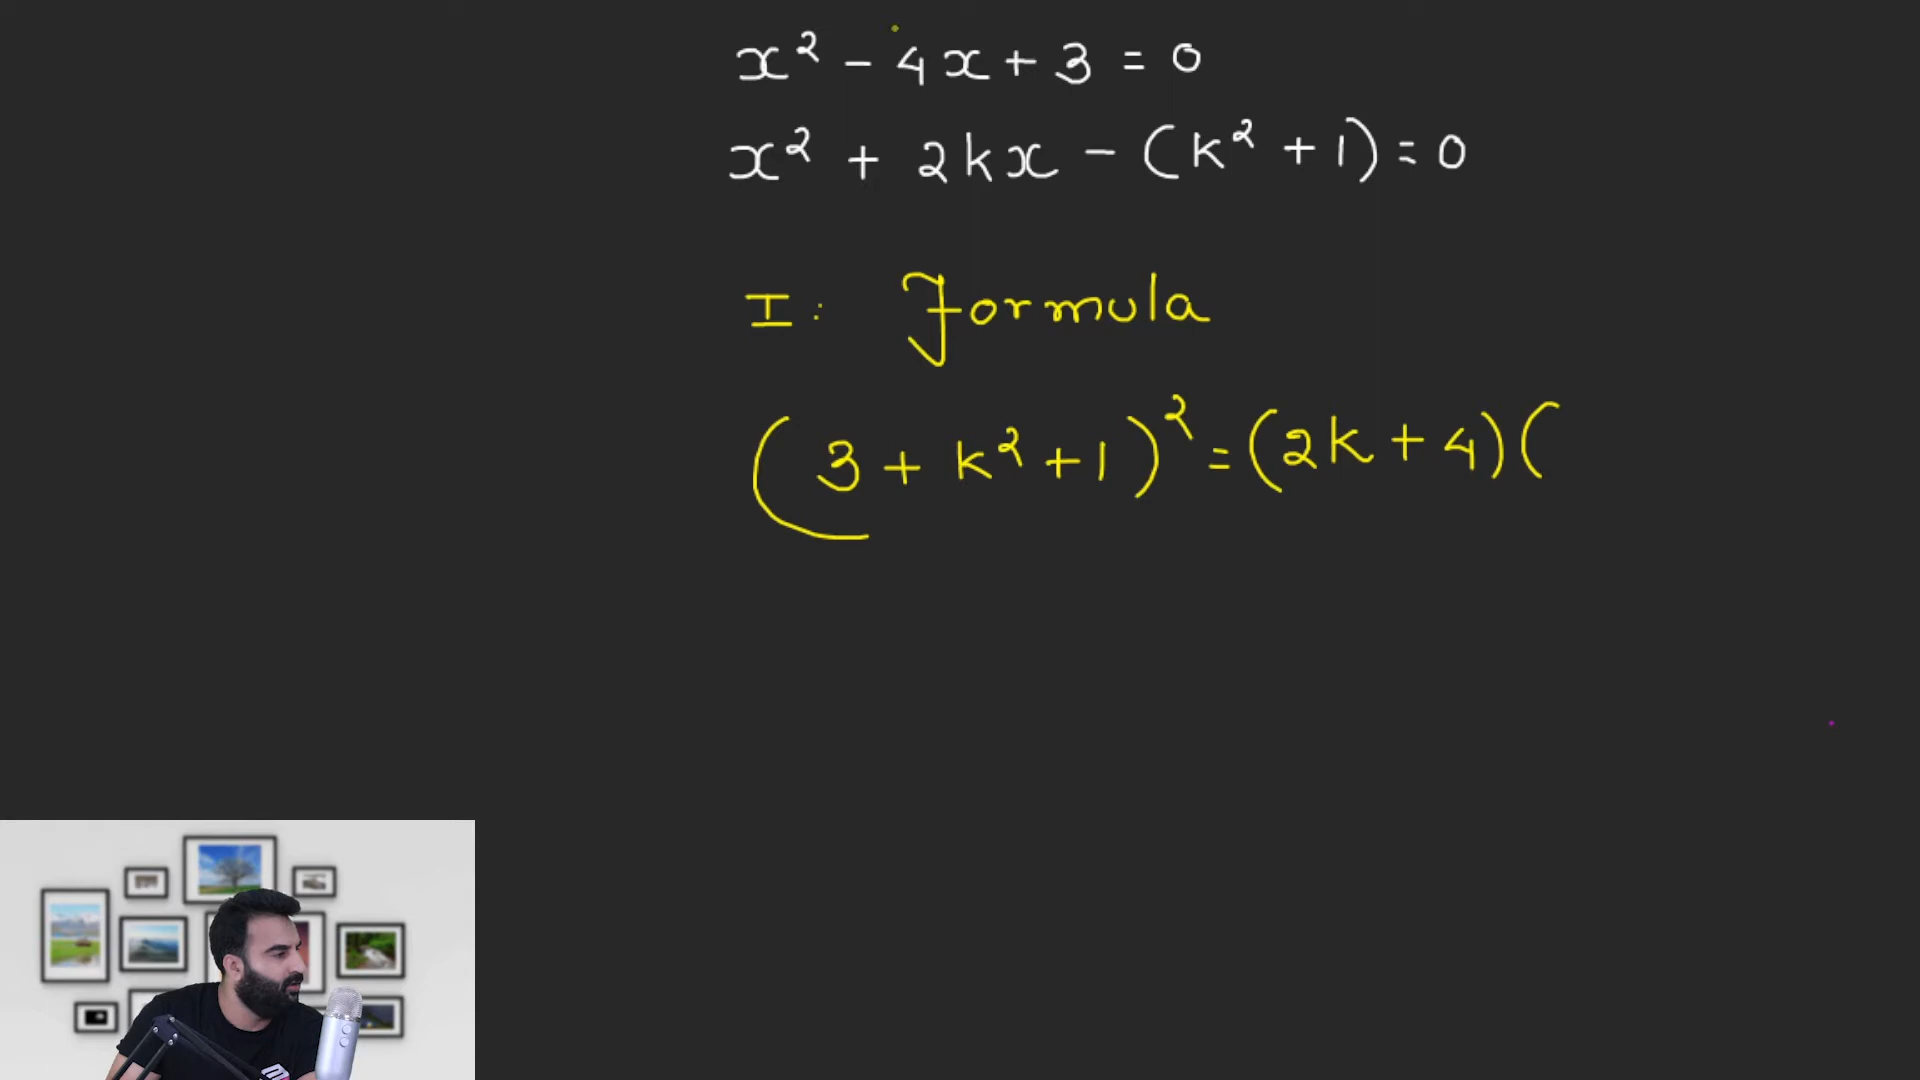 x² - 4x + 3 = 0
x² + 2kx - (k² + 1) = 0
I: Formula
(3 + k² + 1)² = (2k + 4)(